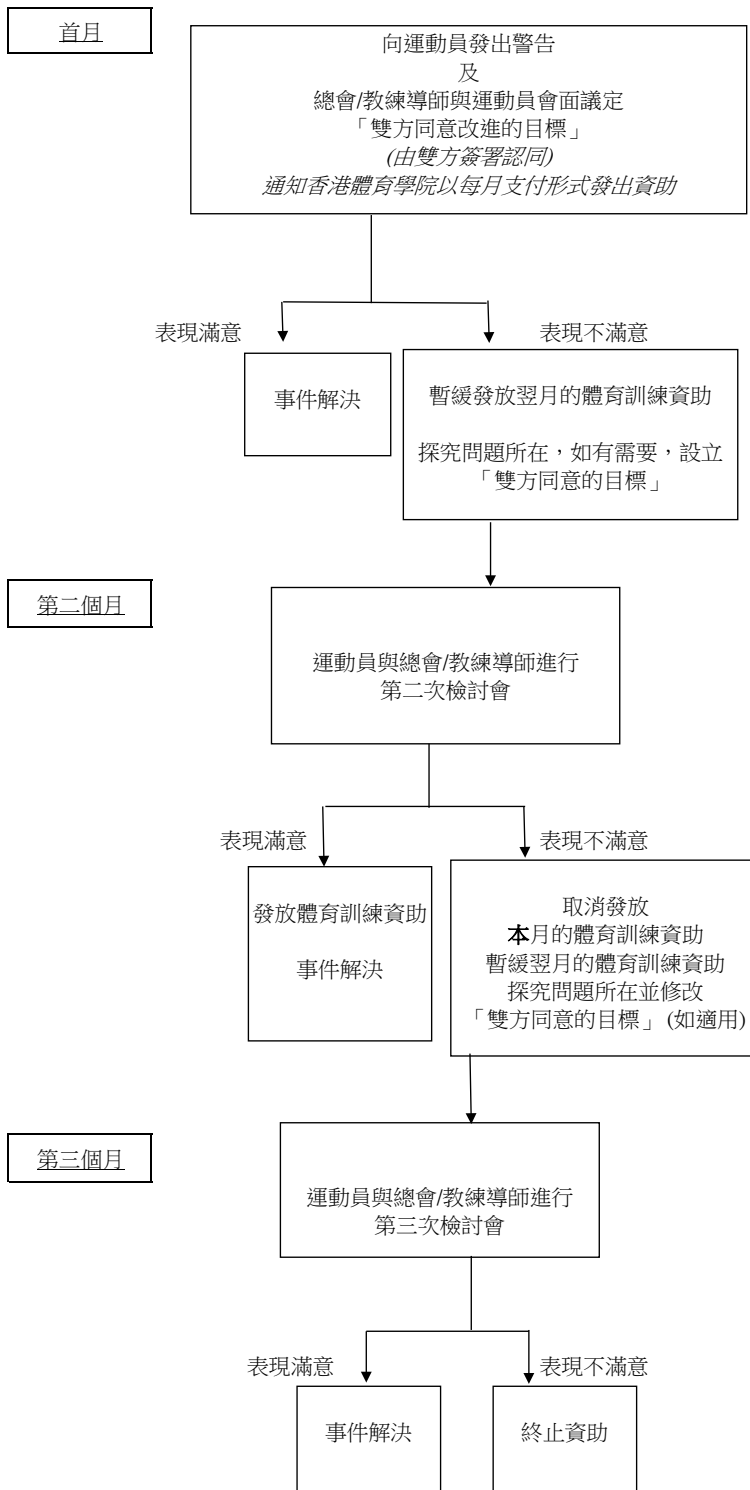 首月
向運動員發出警告
及
總會/教練導師與運動員會面議定
「雙方同意改進的目標」
(由雙方簽署認同)
通知香港體育學院以每月支付形式發出資助
表現滿意
表現不滿意
事件解決
暫緩發放翌月的體育訓練資助
探究問題所在，如有需要，設立
「雙方同意的目標」
第二個月
運動員與總會/教練導師進行
第二次檢討會
表現滿意
表現不滿意
發放體育訓練資助
事件解決
取消發放
本月的體育訓練資助
暫緩翌月的體育訓練資助
探究問題所在並修改
「雙方同意的目標」 (如適用)
第三個月
運動員與總會/教練導師進行
第三次檢討會
表現滿意
表現不滿意
事件解決
終止資助